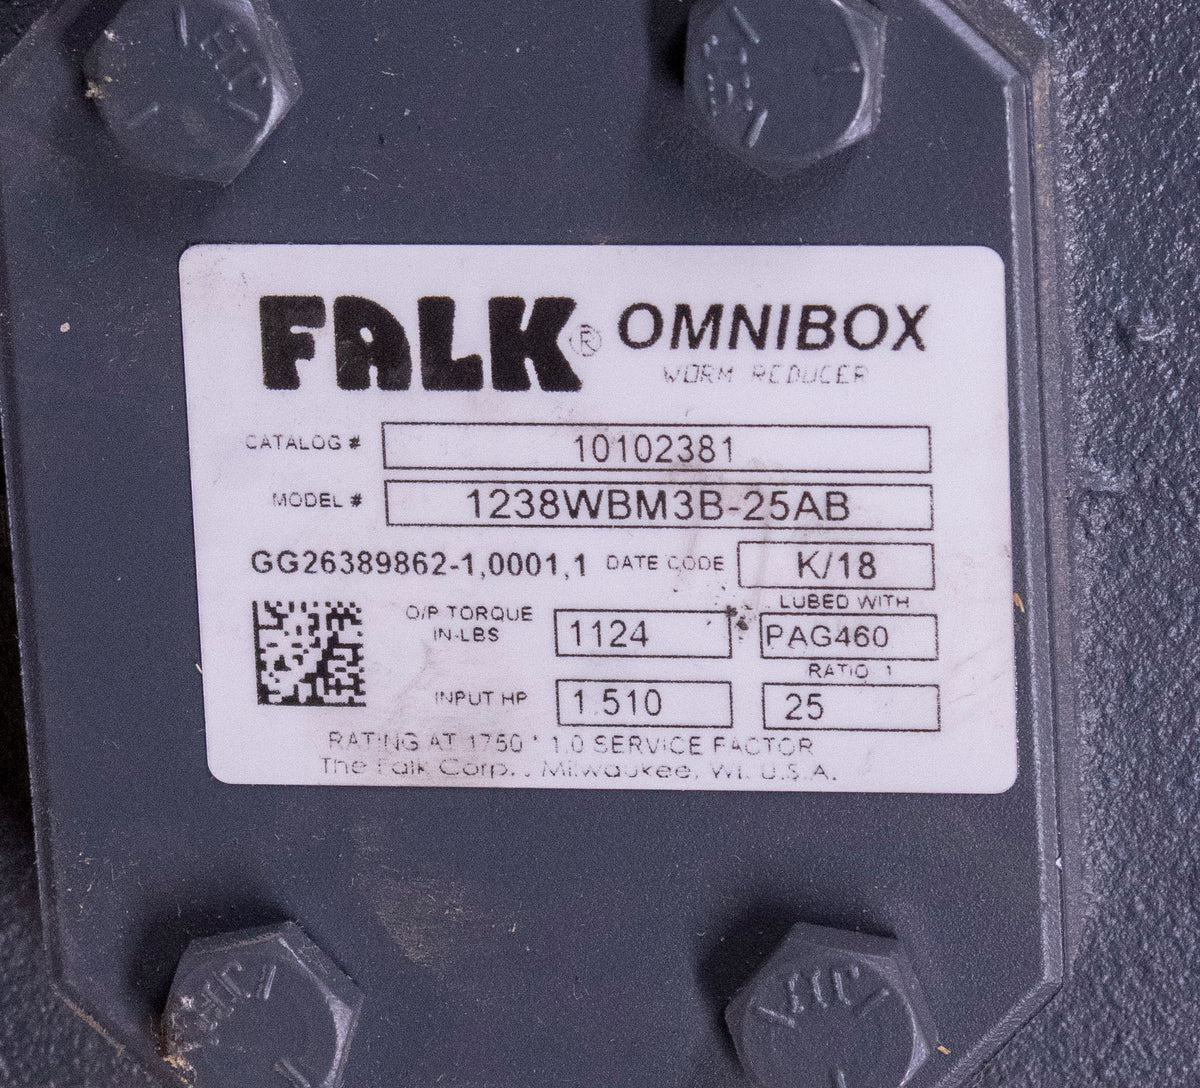 FALK® OMNIBOX
WORM REDUCER
CATALOG # 10102381
MODEL # 1238WBM3B-25AB
GG26389862-1,0001,1 DATE CODE K/18
LUBED WITH
O/P TORQUE
IN-LBS 1124 PAG460
RATIO 1
INPUT HP 1.510 25
RATING AT 1750 * 1.0 SERVICE FACTOR
The Falk Corp., Milwaukee, WI. U.S.A.